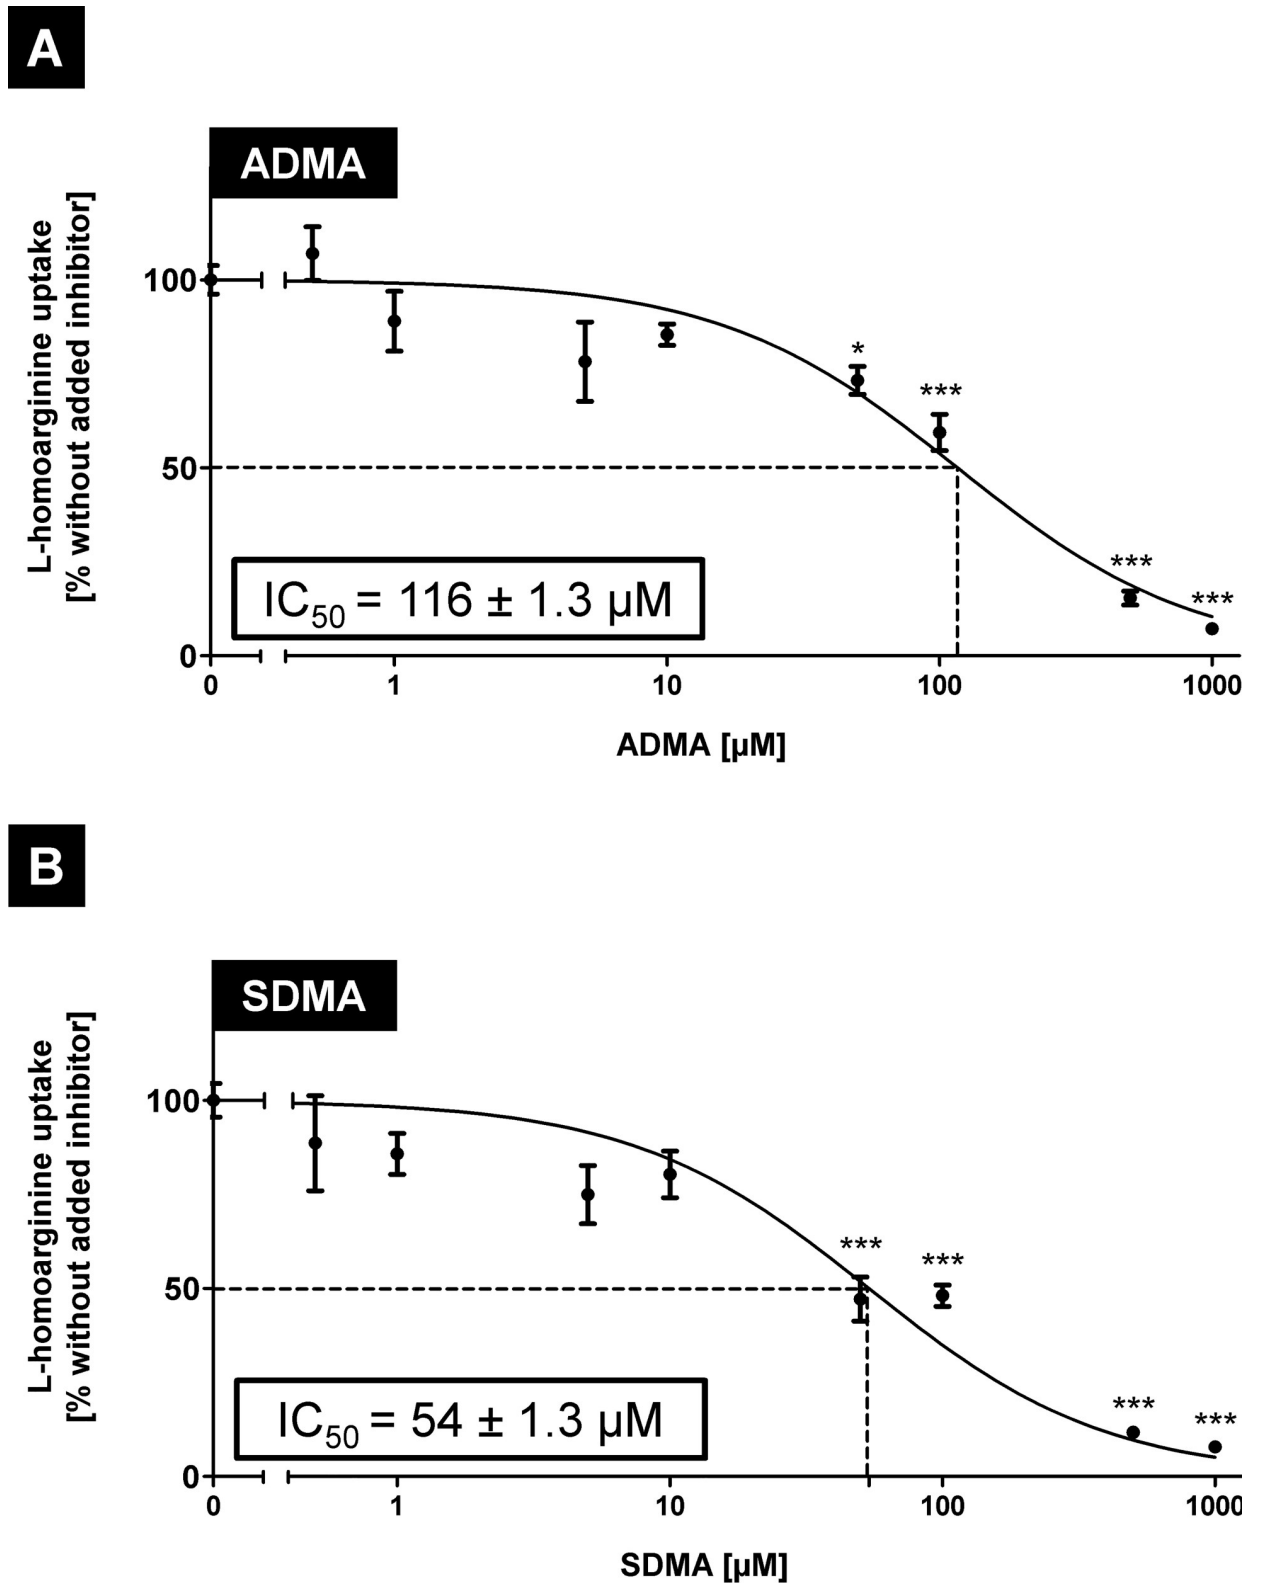 A
ADMA
L-homoarginine uptake
[% without added inhibitor]
100
50
0
*
***
***
***
IC50 = 116 ± 1.3 µM
0 1 10 100 1000
ADMA [µM]
B
SDMA
L-homoarginine uptake
[% without added inhibitor]
100
50
0
***
***
***
***
IC50 = 54 ± 1.3 µM
0 1 10 100 1000
SDMA [µM]